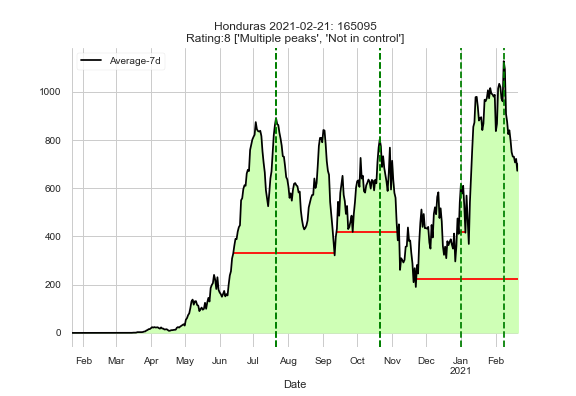 Honduras 2021-02-21: 165095
Rating:8 ['Multiple peaks', 'Not in control']
Average-7d
1000
800
600
400
200
0
Feb Mar Apr May Jun Jul Aug Sep Oct Nov Dec Jan Feb
2021
Date